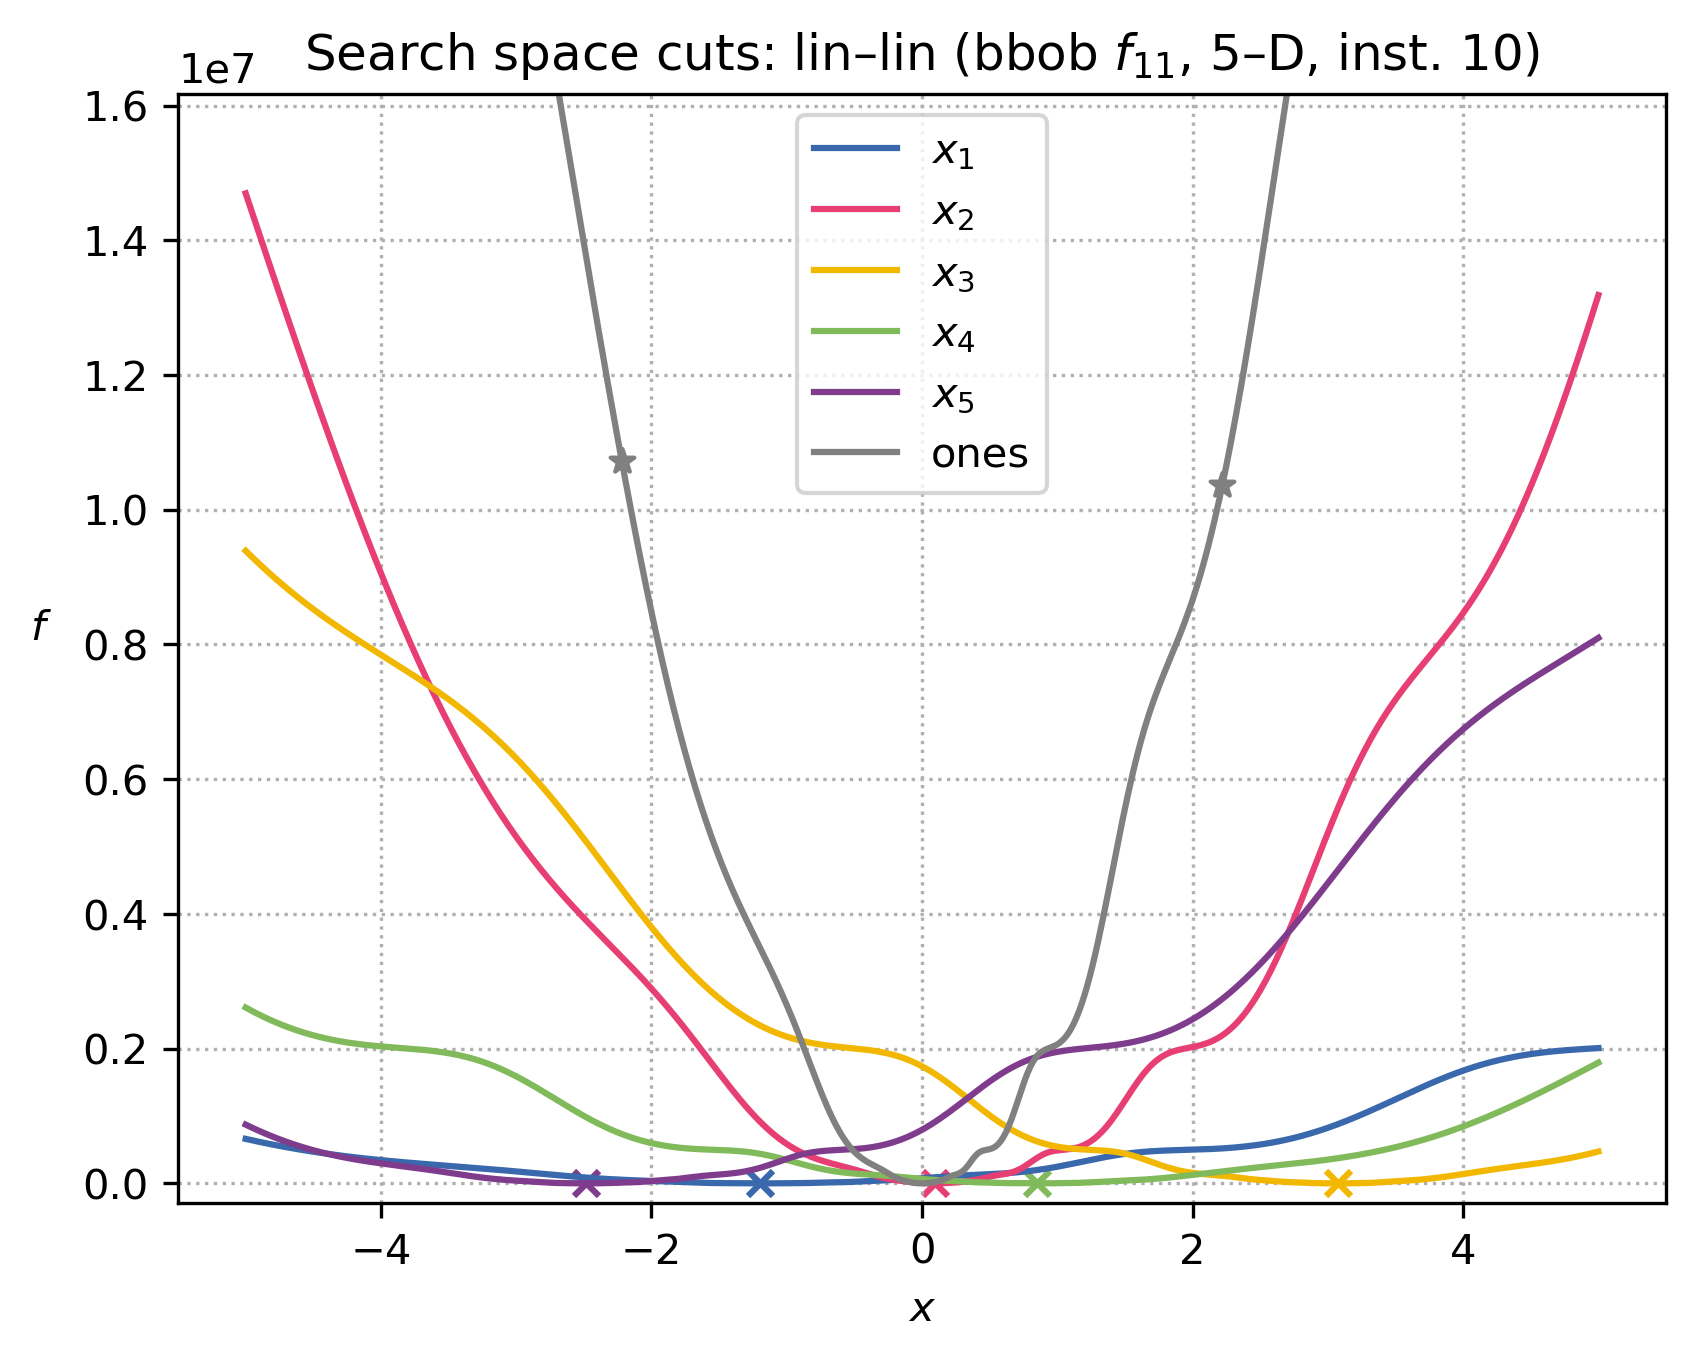 Search space cuts: lin–lin (bbob f₁₁, 5–D, inst. 10)
1e7
1.6
1.4
1.2
1.0
0.8
0.6
0.4
0.2
0.0
f
x₁
x₂
x₃
x₄
x₅
ones
−4 −2 0 2 4
x